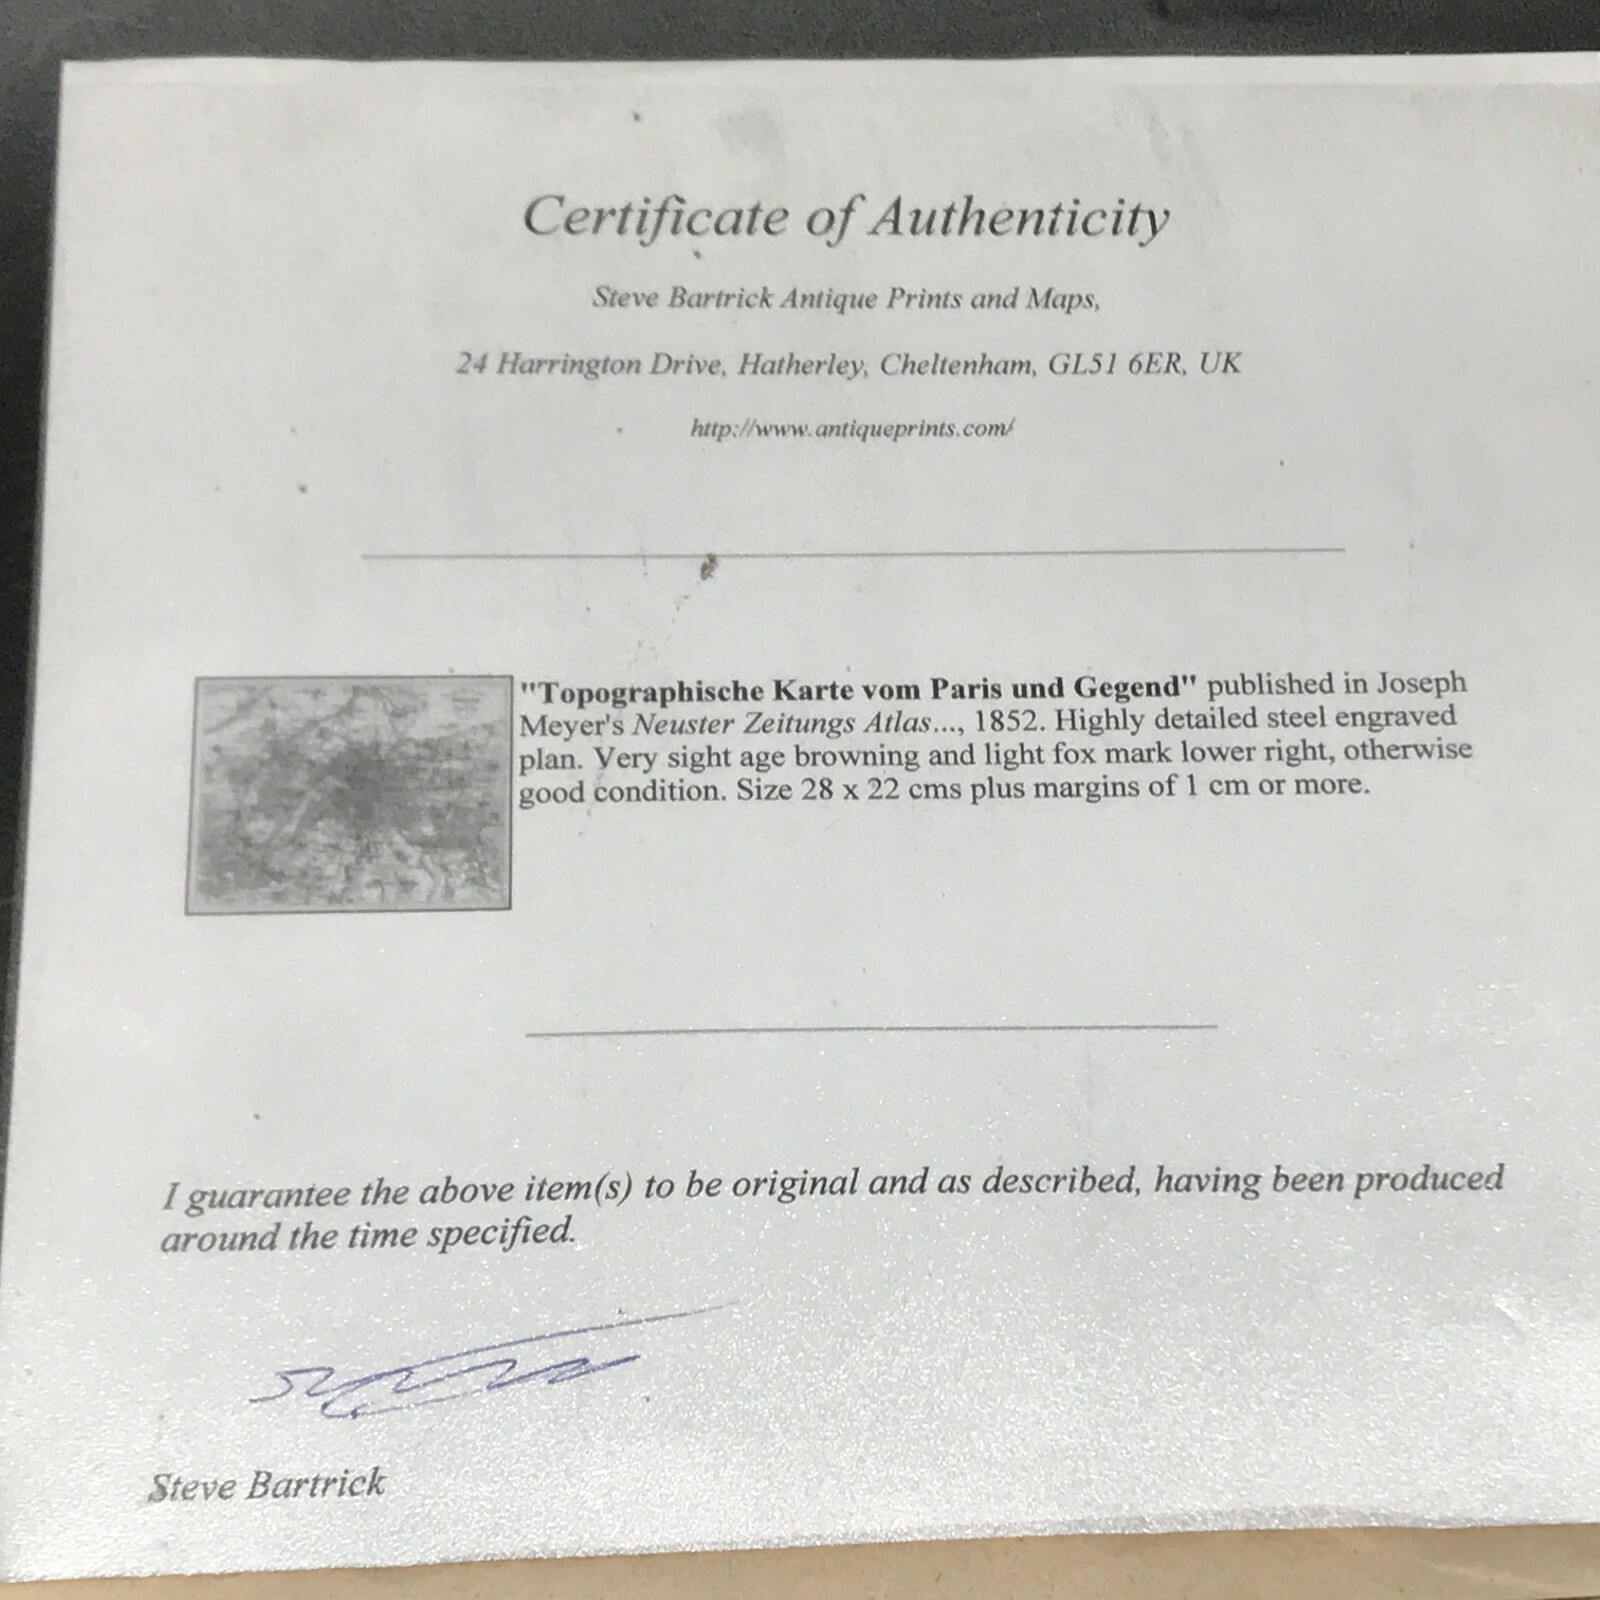 Certificate of Authenticity
Steve Bartrick Antique Prints and Maps,
24 Harrington Drive, Hatherley, Cheltenham, GL51 6ER, UK
http://www.antiqueprints.com/
"Topographische Karte vom Paris und Gegend" published in Joseph
Meyer's Neuster Zeitungs Atlas..., 1852. Highly detailed steel engraved
plan. Very sight age browning and light fox mark lower right, otherwise
good condition. Size 28 x 22 cms plus margins of 1 cm or more.
I guarantee the above item(s) to be original and as described, having been produced
around the time specified.
Steve Bartrick